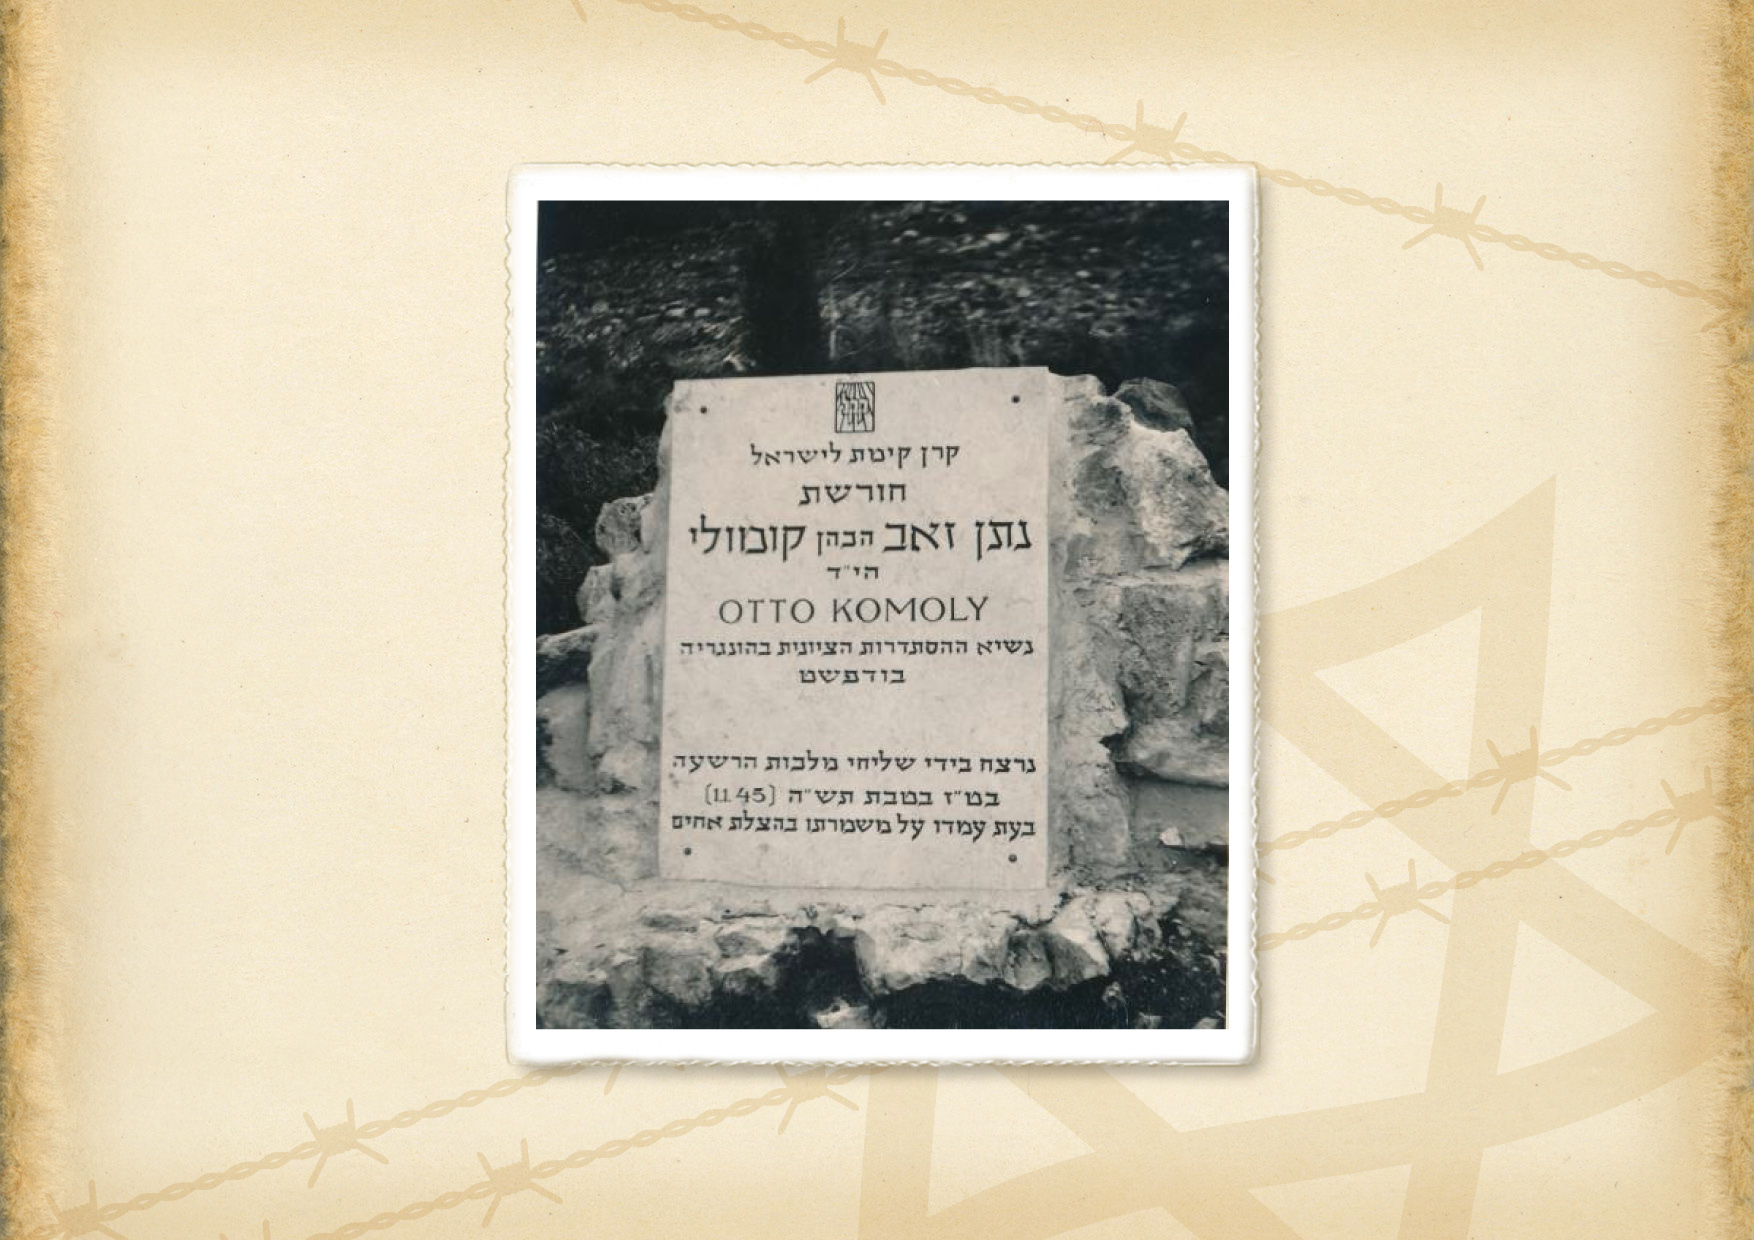 קרן קימת לישראל
חורשת
נתן זאב הכהן קומולי
הי״ד
OTTO KOMOLY
נשיא ההסתדרות הציונית בהונגריה
בודפשט
נרצח בידי שליחי מלכות הרשעה
בט״ז בטבת תש״ה (1.1.45)
בעת עמדו על משמרתו בהצלת אחים